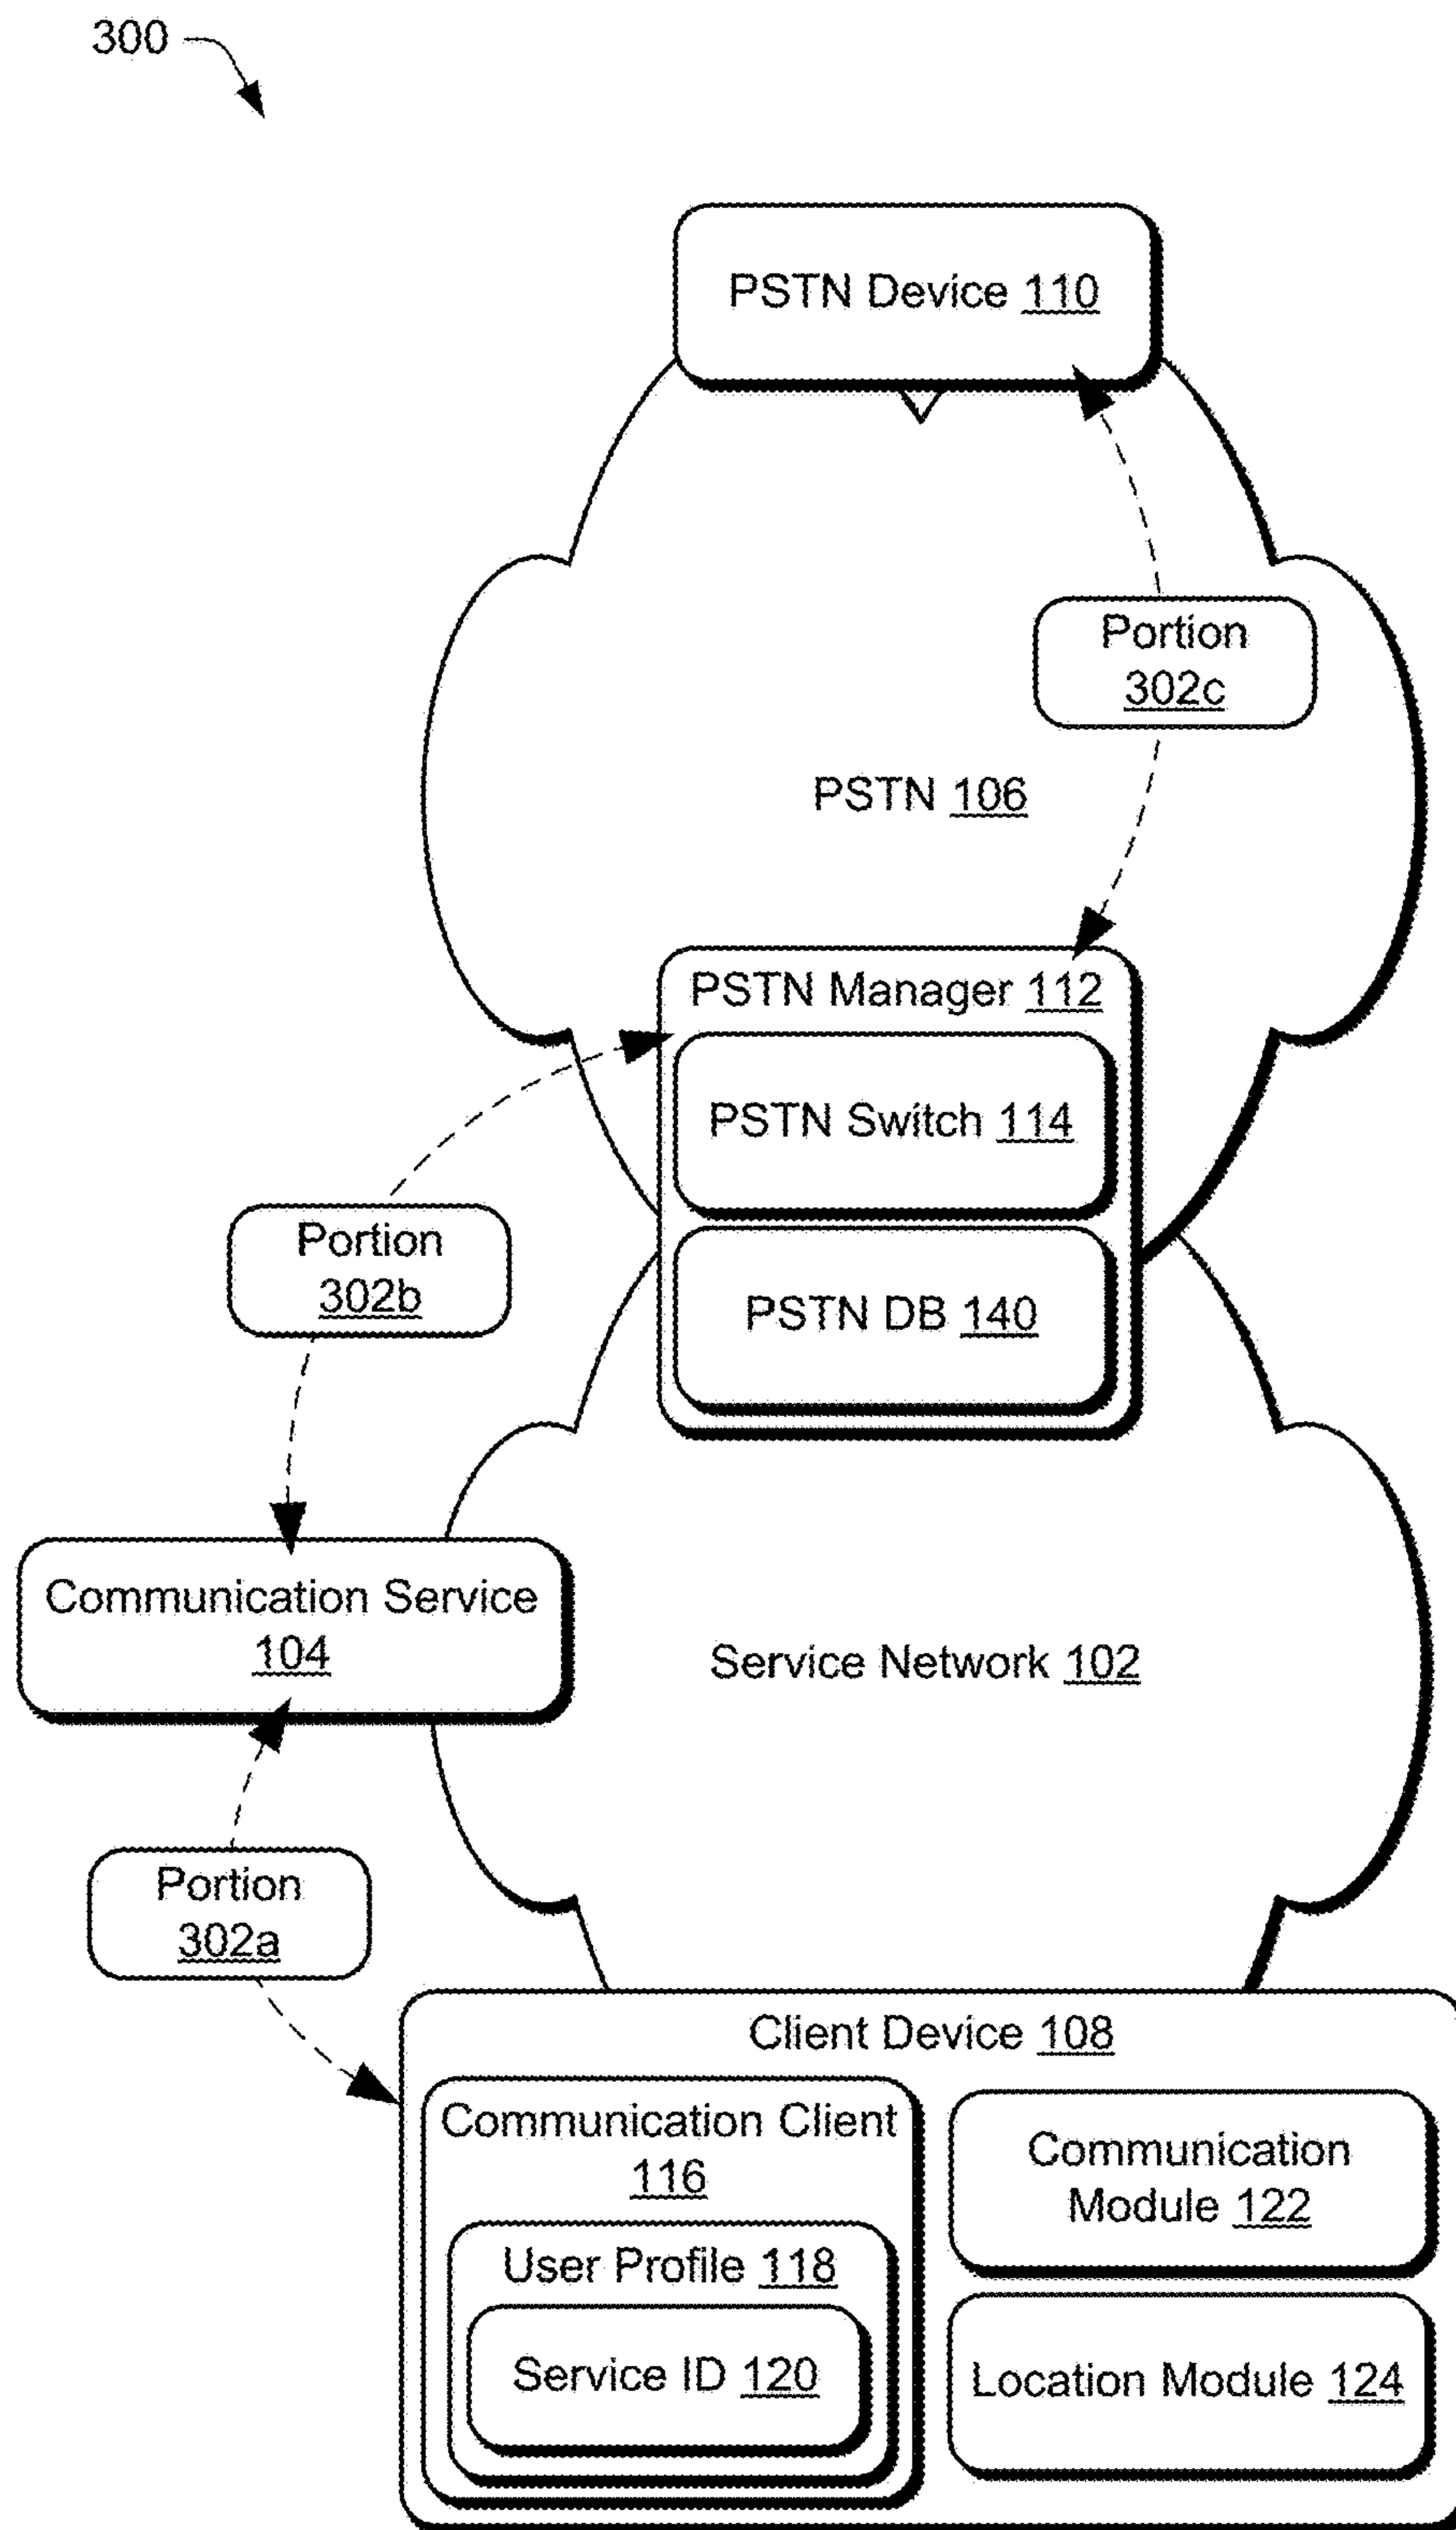 300
PSTN Device 110
Portion
302c
PSTN 106
PSTN Manager 112
PSTN Switch 114
Portion
302b
PSTN DB 140
Communication Service
104
Service Network 102
Portion
302a
Client Device 108
Communication Client
116
Communication
Module 122
User Profile 118
Service ID 120
Location Module 124